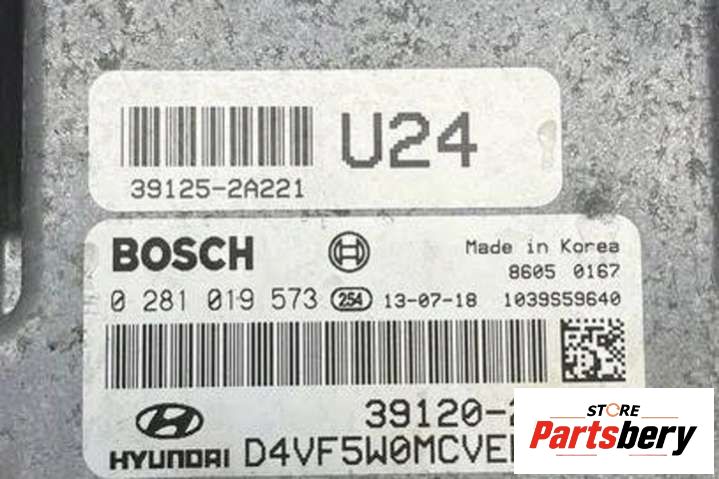 U24
39125-2A221
BOSCH
Made in Korea
8605 0167
0 281 019 573 254 13-07-18 1039S59640
39120-
HYUNDAI
STORE
Partsbery